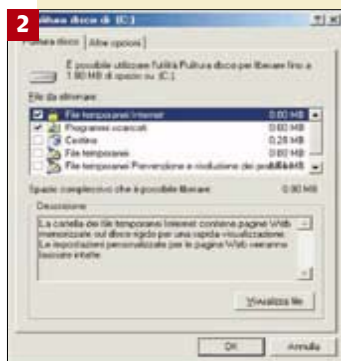 2
Pulitura disco di (C:)
Pulitura disco Altre opzioni
È possibile utilizzare l'utilità Pulitura disco per liberare fino a
1.90 MB di spazio su (C:).
File da eliminare:
File temporanei Internet 0.00 MB
Programmi scaricati 0.00 MB
Cestino 0.28 MB
File temporanei 0.00 MB
File temporanei Prevenzione e risoluzione dei
Spazio complessivo che è possibile liberare: 0.90 MB
Descrizione
La cartella dei file temporanei Internet contiene pagine Web
memorizzate sul disco rigido per una rapida visualizzazione.
Le impostazioni personalizzate per le pagine Web verranno
lasciate intatte.
Visualizza file
OK Annulla